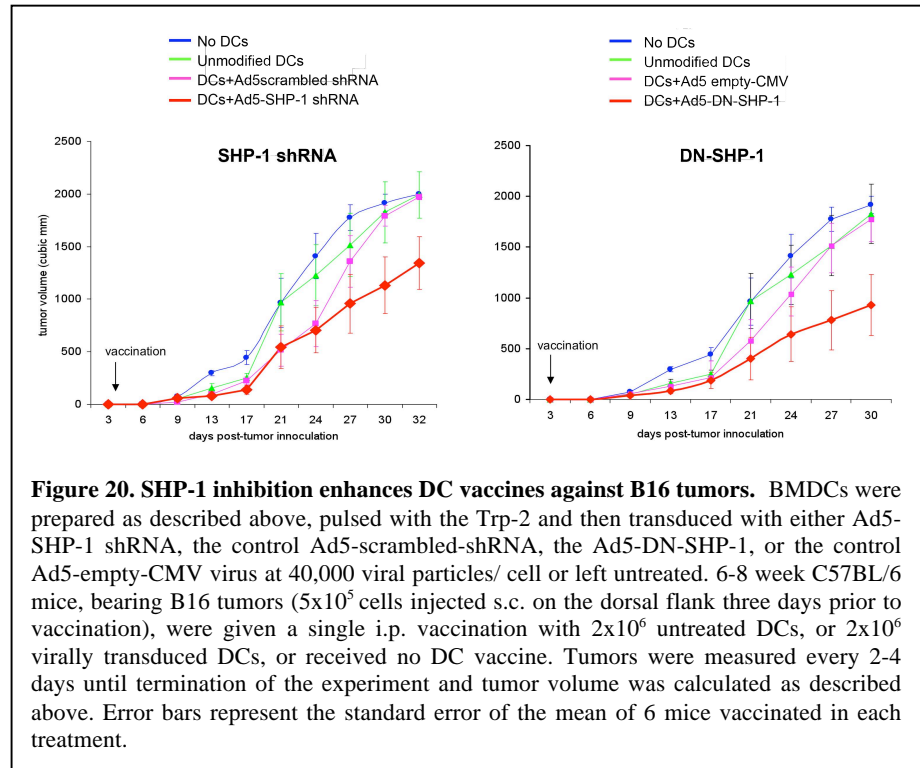 No DCs
Unmodified DCs
DCs+Ad5scrambled shRNA
DCs+Ad5-SHP-1 shRNA
No DCs
Unmodified DCs
DCs+Ad5 empty-CMV
DCs+Ad5-DN-SHP-1
SHP-1 shRNA
tumor volume (cubic mm)
2500
2000
1500
1000
500
0
vaccination
3 6 9 13 17 21 24 27 30 32
days post-tumor innoculation
DN-SHP-1
2500
2000
1500
1000
500
0
vaccination
3 6 9 13 17 21 24 27 30
days post-tumor innoculation
Figure 20. SHP-1 inhibition enhances DC vaccines against B16 tumors. BMDCs were
prepared as described above, pulsed with the Trp-2 and then transduced with either Ad5-
SHP-1 shRNA, the control Ad5-scrambled-shRNA, the Ad5-DN-SHP-1, or the control
Ad5-empty-CMV virus at 40,000 viral particles/ cell or left untreated. 6-8 week C57BL/6
mice, bearing B16 tumors (5x10⁵ cells injected s.c. on the dorsal flank three days prior to
vaccination), were given a single i.p. vaccination with 2x10⁶ untreated DCs, or 2x10⁶
virally transduced DCs, or received no DC vaccine. Tumors were measured every 2-4
days until termination of the experiment and tumor volume was calculated as described
above. Error bars represent the standard error of the mean of 6 mice vaccinated in each
treatment.